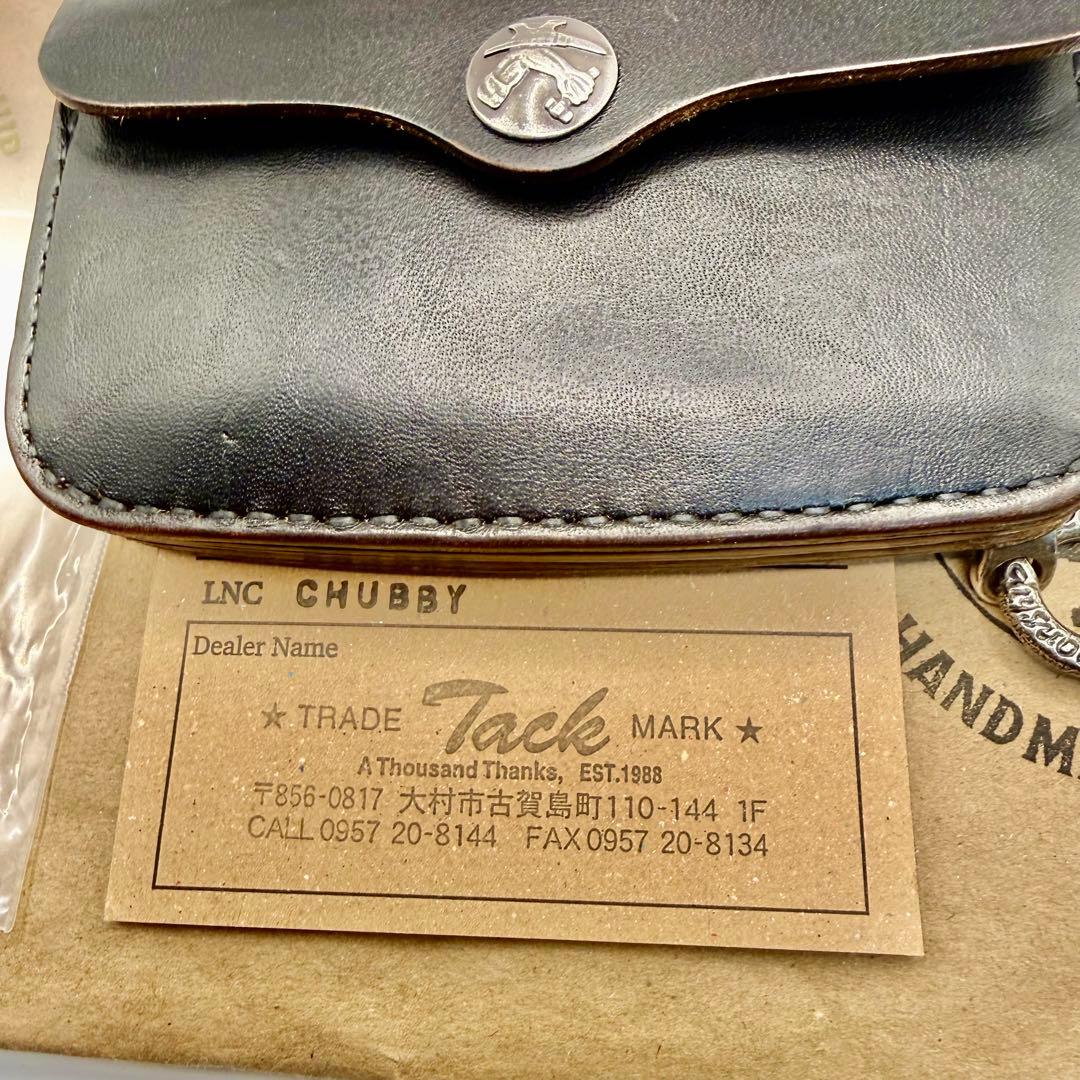 LNC CHUBBY
Dealer Name
★ TRADE Tack MARK ★
A Thousand Thanks, EST.1988
〒856-0817 大村市古賀島町110-144 1F
CALL 0957 20-8144 FAX 0957 20-8134
HANDM